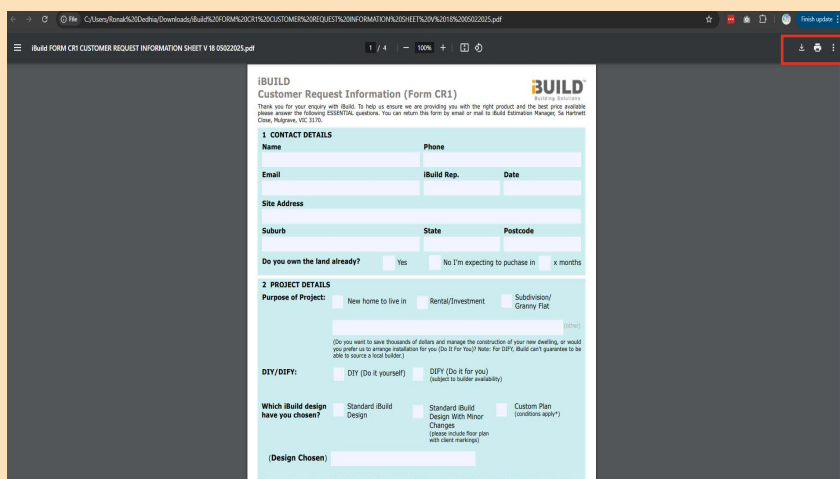 File C:/Users/Ronak%20Dedhia/Downloads/iBuild%20FORM%20CR1%20CUSTOMER%20REQUEST%20INFORMATION%20SHEET%20V%2018%2005022025.pdf
Finish update
iBuild FORM CR1 CUSTOMER REQUEST INFORMATION SHEET V 18 05022025.pdf
1 / 4 | − 100% +
iBUILD
Customer Request Information (Form CR1)
iBUILD
Building Solutions
Thank you for your enquiry with iBuild. To help us ensure we are providing you with the right product and the best price available
please answer the following ESSENTIAL questions. You can return this form by email or mail to iBuild Estimation Manager, 5a Hartnett
Close, Mulgrave, VIC 3170.
1 CONTACT DETAILS
Name Phone
Email iBuild Rep. Date
Site Address
Suburb State Postcode
Do you own the land already? Yes No I'm expecting to puchase in x months
2 PROJECT DETAILS
Purpose of Project: New home to live in Rental/Investment Subdivision/
Granny Flat
(other)
(Do you want to save thousands of dollars and manage the construction of your new dwelling, or would
you prefer us to arrange installation for you (Do It For You)? Note: For DIFY, iBuild can't guarantee to be
able to source a local builder.)
DIY/DIFY: DIY (Do it yourself) DIFY (Do it for you)
(subject to builder availability)
Which iBuild design
have you chosen?
Standard iBuild
Design
Standard iBuild
Design With Minor
Changes
(please include floor plan
with client markings)
Custom Plan
(conditions apply*)
(Design Chosen)